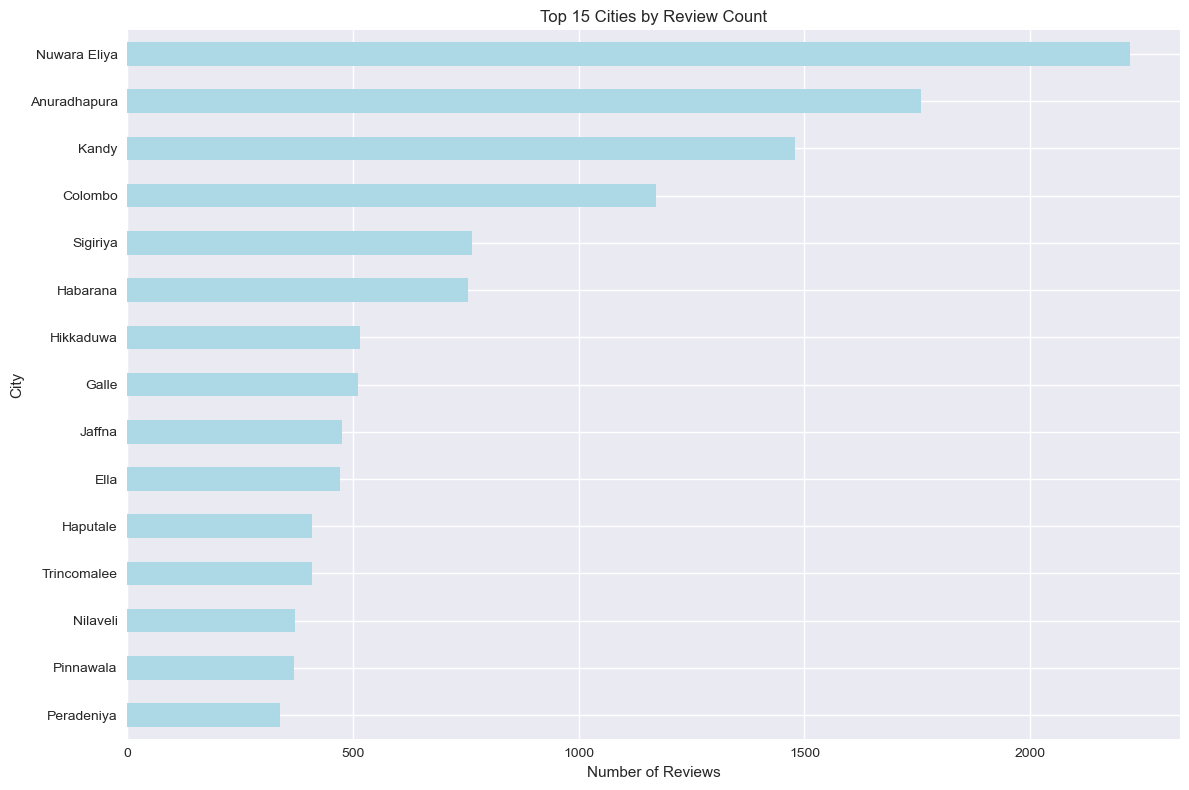 Top 15 Cities by Review Count
Nuwara Eliya
Anuradhapura
Kandy
Colombo
Sigiriya
Habarana
Hikkaduwa
Galle
Jaffna
Ella
Haputale
Trincomalee
Nilaveli
Pinnawala
Peradeniya
City
0 500 1000 1500 2000
Number of Reviews